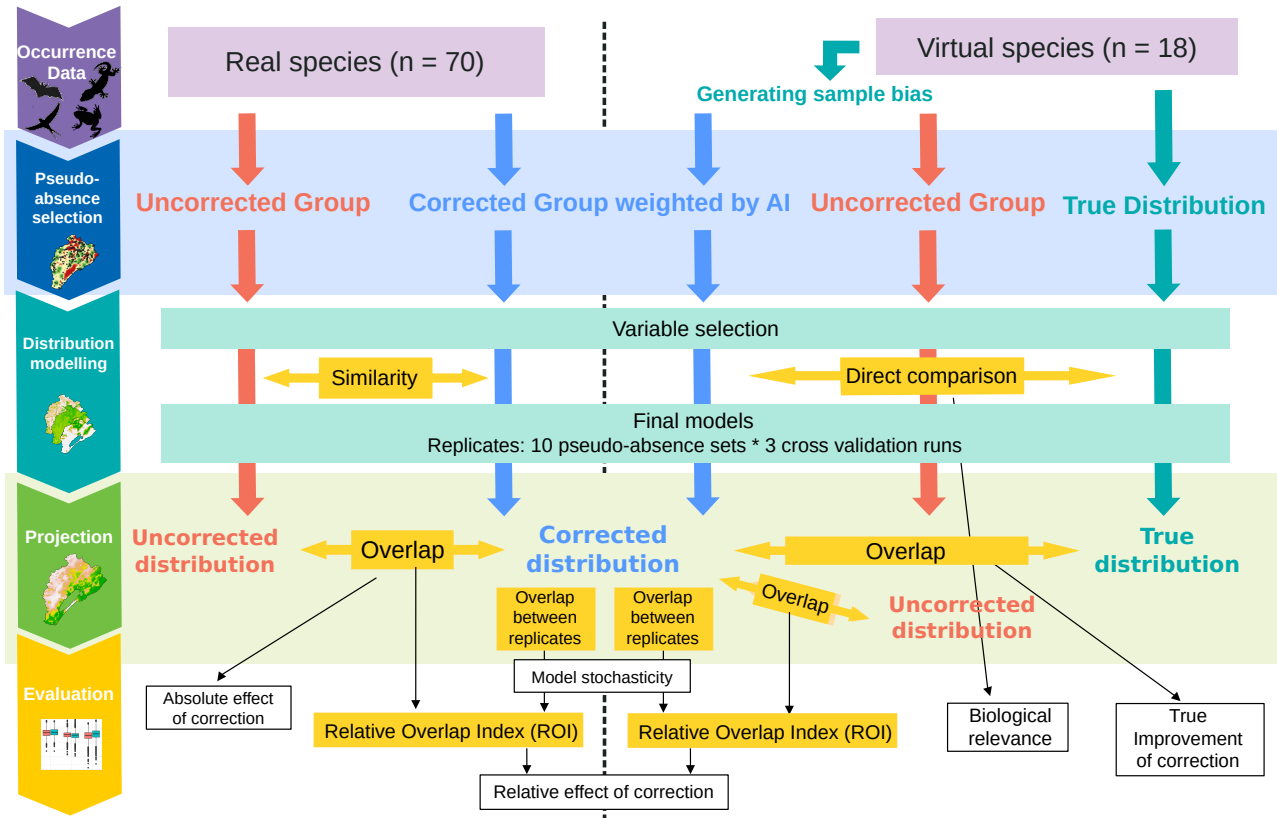 Occurrence
Data
Real species (n = 70)
Virtual species (n = 18)
Generating sample bias
Pseudo-
absence
selection
Uncorrected Group
Corrected Group weighted by AI
Uncorrected Group
True Distribution
Distribution
modelling
Variable selection
Similarity
Direct comparison
Final models
Replicates: 10 pseudo-absence sets * 3 cross validation runs
Projection
Uncorrected
distribution
Overlap
Corrected
distribution
Overlap
True
distribution
Overlap
between
replicates
Overlap
between
replicates
Overlap
Uncorrected
distribution
Evaluation
Model stochasticity
Absolute effect
of correction
Relative Overlap Index (ROI)
Relative Overlap Index (ROI)
Biological
relevance
True
Improvement
of correction
Relative effect of correction